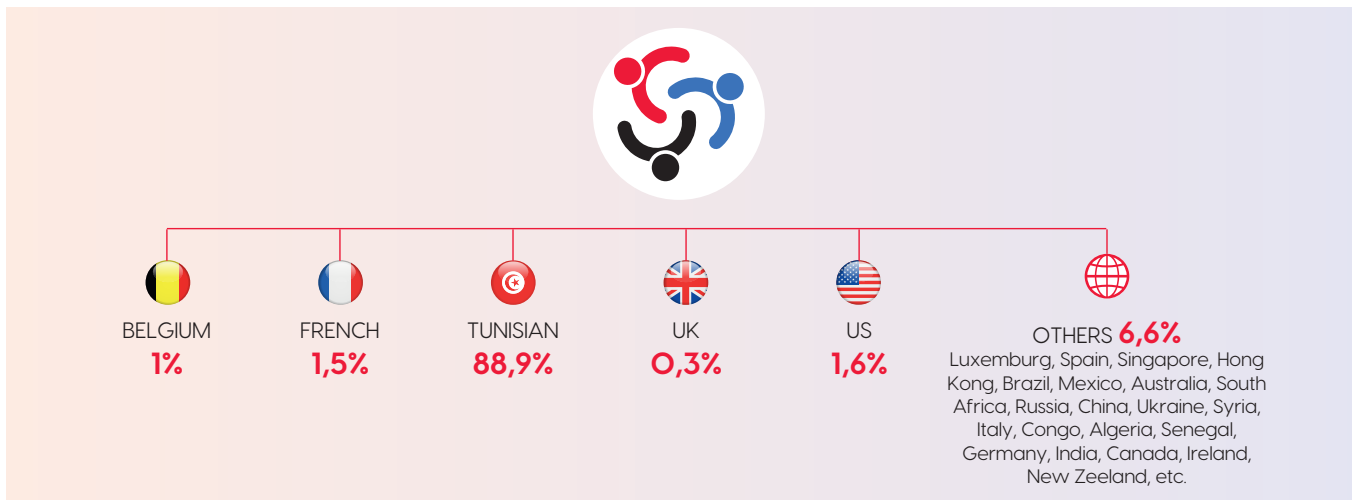 BELGIUM
1%
FRENCH
1,5%
TUNISIAN
88,9%
UK
0,3%
US
1,6%
OTHERS 6,6%
Luxemburg, Spain, Singapore, Hong
Kong, Brazil, Mexico, Australia, South
Africa, Russia, China, Ukraine, Syria,
Italy, Congo, Algeria, Senegal,
Germany, India, Canada, Ireland,
New Zeeland, etc.